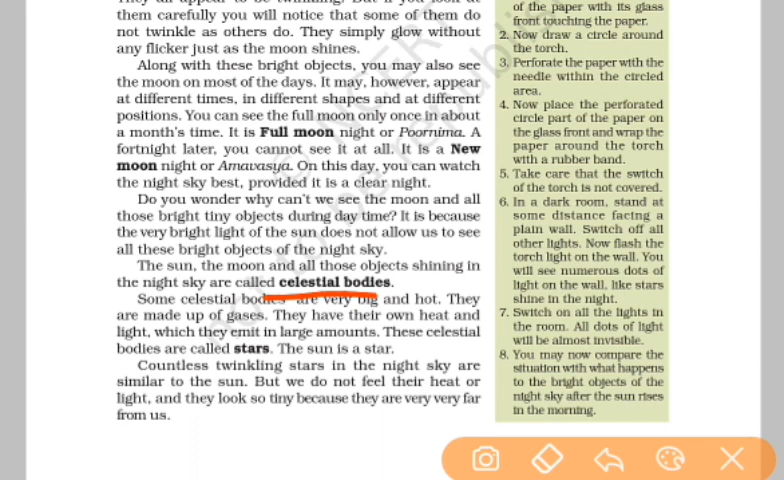 them carefully you will notice that some of them do
not twinkle as others do. They simply glow without
any flicker just as the moon shines.
Along with these bright objects, you may also see
the moon on most of the days. It may, however, appear
at different times, in different shapes and at different
positions. You can see the full moon only once in about
a month's time. It is Full moon night or Poornima. A
fortnight later, you cannot see it at all. It is a New
moon night or Amavasya. On this day, you can watch
the night sky best, provided it is a clear night.
Do you wonder why can't we see the moon and all
those bright tiny objects during day time? It is because
the very bright light of the sun does not allow us to see
all these bright objects of the night sky.
The sun, the moon and all those objects shining in
the night sky are called celestial bodies.
Some celestial bodies are very big and hot. They
are made up of gases. They have their own heat and
light, which they emit in large amounts. These celestial
bodies are called stars. The sun is a star.
Countless twinkling stars in the night sky are
similar to the sun. But we do not feel their heat or
light, and they look so tiny because they are very very far
from us.
of the paper with its glass
front touching the paper.
2. Now draw a circle around
the torch.
3. Perforate the paper with the
needle within the circled
area.
4. Now place the perforated
circle part of the paper on
the glass front and wrap the
paper around the torch
with a rubber band.
5. Take care that the switch
of the torch is not covered.
6. In a dark room, stand at
some distance facing a
plain wall. Switch off all
other lights. Now flash the
torch light on the wall. You
will see numerous dots of
light on the wall, like stars
shine in the night.
7. Switch on all the lights in
the room. All dots of light
will be almost invisible.
8. You may now compare the
situation with what happens
to the bright objects of the
night sky after the sun rises
in the morning.